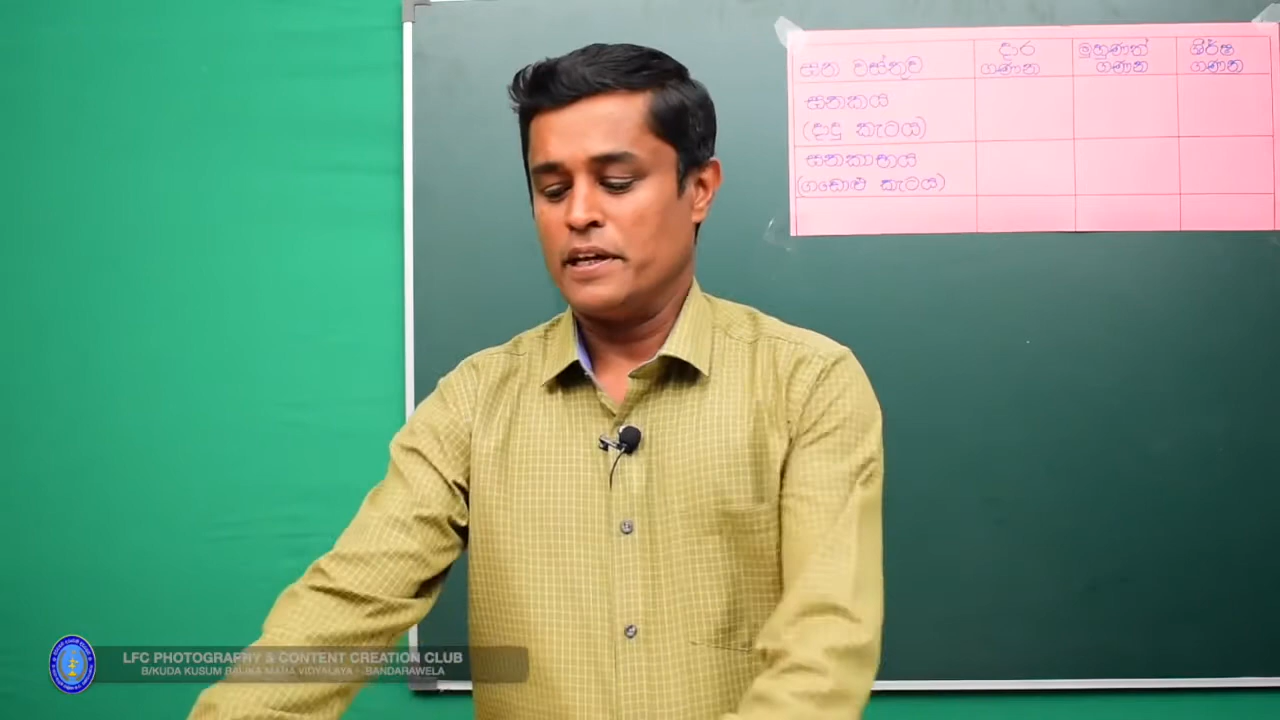 ඝන වස්තුව
දාර ගණන
මුහුණත් ගණන
ශීර්ෂ ගණන
ඝනකය
(දාදු කැටය)
ඝනකාභය
(ගඩොළු කැටය)
LFC PHOTOGRAPHY & CONTENT CREATION CLUB
B/KUDA KUSUM BALIKA MAHA VIDYALAYA - BANDARAWELA